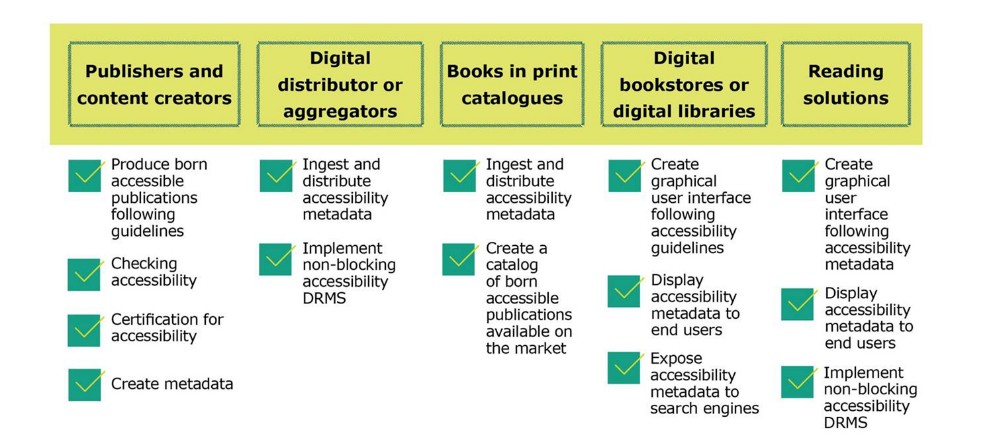 Publishers and
content creators
Digital
distributor or
aggregators
Books in print
catalogues
Digital
bookstores or
digital libraries
Reading
solutions
Produce born
accessible
publications
following
guidelines
Checking
accessibility
Certification for
accessibility
Create metadata
Ingest and
distribute
accessibility
metadata
Implement
non-blocking
accessibility
DRMS
Ingest and
distribute
accessibility
metadata
Create a
catalog
of born
accessible
publications
available on
the market
Create
graphical
user interface
following
accessibility
guidelines
Display
accessibility
metadata to
end users
Expose
accessibility
metadata to
search engines
Create
graphical
user
interface
following
accessibility
metadata
Display
accessibility
metadata to
end users
Implement
non-blocking
accessibility
DRMS